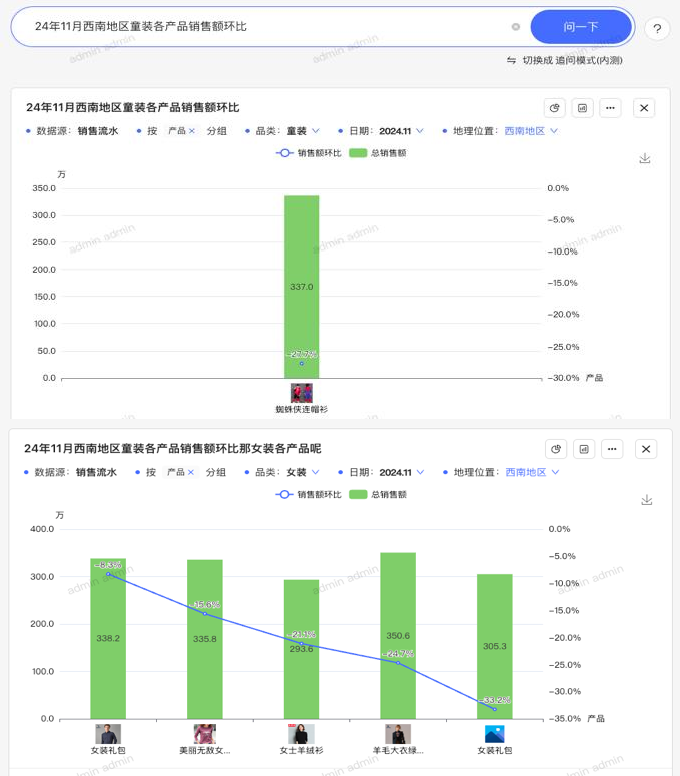 24年11月西南地区童装各产品销售额环比
问一下
?
切换成 追问模式(内测)
24年11月西南地区童装各产品销售额环比
数据源: 销售流水 按 产品 × 分组 品类: 童装 日期: 2024.11 地理位置: 西南地区
销售额环比 总销售额
万
350.0 0.0%
300.0 -5.0%
250.0 -10.0%
200.0 -15.0%
337.0
150.0 -20.0%
100.0 -25.0%
50.0
-27.7%
0.0 -30.0% 产品
蜘蛛侠连帽衫
24年11月西南地区童装各产品销售额环比那女装各产品呢
数据源: 销售流水 按 产品 × 分组 品类: 女装 日期: 2024.11 地理位置: 西南地区
销售额环比 总销售额
万
400.0 0.0%
-5.0%
-8.3%
300.0 -10.0%
-15.6% -15.0%
200.0 -20.0%
-21.1%
338.2 335.8 293.6 350.6 305.3
-24.7%
100.0 -25.0%
-30.0%
-33.2%
0.0 -35.0% 产品
女装礼包 美丽无敌女... 女士羊绒衫 羊毛大衣绿... 女装礼包
admin admin